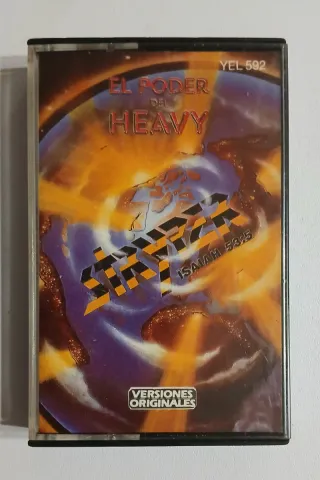 YEL 592
EL PODER
DEL
HEAVY
STRYPER
ISAIAH 53:5
VERSIONES
ORIGINALES